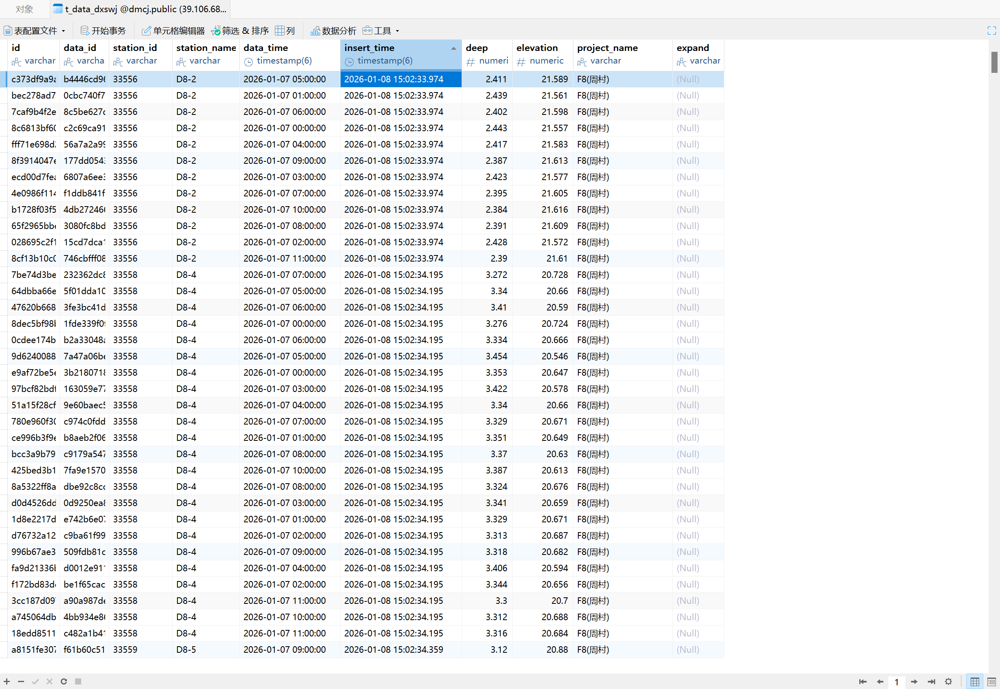 对象 t_data_dxswj @dmcj.public (39.106.68...
表配置文件 开始事务 单元格编辑器 筛选 & 排序 列 数据分析 工具
id data_id station_id station_name data_time insert_time deep elevation project_name expand
varchar varcha varchar varchar timestamp(6) timestamp(6) numeri numeric varchar varchar
c373df9a9a b4446cd96 33556 D8-2 2026-01-07 05:00:00 2026-01-08 15:02:33.974 2.411 21.589 F8(周村) (Null)
bec278ad7 0cbc740f7 33556 D8-2 2026-01-07 01:00:00 2026-01-08 15:02:33.974 2.439 21.561 F8(周村) (Null)
7caf9b4f2e 8c5be627c 33556 D8-2 2026-01-07 06:00:00 2026-01-08 15:02:33.974 2.402 21.598 F8(周村) (Null)
8c6813bf60 c2c69ca91 33556 D8-2 2026-01-07 00:00:00 2026-01-08 15:02:33.974 2.443 21.557 F8(周村) (Null)
fff71e698d 56a7a2a99 33556 D8-2 2026-01-07 04:00:00 2026-01-08 15:02:33.974 2.417 21.583 F8(周村) (Null)
8f3914047e 177dd0543 33556 D8-2 2026-01-07 09:00:00 2026-01-08 15:02:33.974 2.387 21.613 F8(周村) (Null)
ecd00d7fea 6807a6ee3 33556 D8-2 2026-01-07 03:00:00 2026-01-08 15:02:33.974 2.423 21.577 F8(周村) (Null)
4e0986f114 f1ddb841f 33556 D8-2 2026-01-07 07:00:00 2026-01-08 15:02:33.974 2.395 21.605 F8(周村) (Null)
b1728f03f5 4db272466 33556 D8-2 2026-01-07 10:00:00 2026-01-08 15:02:33.974 2.384 21.616 F8(周村) (Null)
65f2965bbe 3080fc8bd 33556 D8-2 2026-01-07 08:00:00 2026-01-08 15:02:33.974 2.391 21.609 F8(周村) (Null)
028695c2f1 15cd7dca1 33556 D8-2 2026-01-07 02:00:00 2026-01-08 15:02:33.974 2.428 21.572 F8(周村) (Null)
8cf13b10c0 746cbfff08 33556 D8-2 2026-01-07 11:00:00 2026-01-08 15:02:33.974 2.39 21.61 F8(周村) (Null)
7be74d3be 232362dc8 33558 D8-4 2026-01-07 07:00:00 2026-01-08 15:02:34.195 3.272 20.728 F8(周村) (Null)
64dbba66e 5f01dda10 33558 D8-4 2026-01-07 05:00:00 2026-01-08 15:02:34.195 3.34 20.66 F8(周村) (Null)
47620b668 3fe3bc41d 33558 D8-4 2026-01-07 06:00:00 2026-01-08 15:02:34.195 3.41 20.59 F8(周村) (Null)
8dec5bf98b 1fde339f0f 33558 D8-4 2026-01-07 00:00:00 2026-01-08 15:02:34.195 3.276 20.724 F8(周村) (Null)
0cdee174b b2a33048a 33558 D8-4 2026-01-07 06:00:00 2026-01-08 15:02:34.195 3.334 20.666 F8(周村) (Null)
9d6240088 7a47a06be 33558 D8-4 2026-01-07 05:00:00 2026-01-08 15:02:34.195 3.454 20.546 F8(周村) (Null)
e9af72be5e 3b2180718 33558 D8-4 2026-01-07 00:00:00 2026-01-08 15:02:34.195 3.353 20.647 F8(周村) (Null)
97bcf82bdf 163059e77 33558 D8-4 2026-01-07 03:00:00 2026-01-08 15:02:34.195 3.422 20.578 F8(周村) (Null)
51a15f28cf 9e60baec5 33558 D8-4 2026-01-07 04:00:00 2026-01-08 15:02:34.195 3.34 20.66 F8(周村) (Null)
780e960f30 c974c0fdd 33558 D8-4 2026-01-07 07:00:00 2026-01-08 15:02:34.195 3.329 20.671 F8(周村) (Null)
ce996b3f9e b8aeb2f06 33558 D8-4 2026-01-07 01:00:00 2026-01-08 15:02:34.195 3.351 20.649 F8(周村) (Null)
bcc3a9b79 c9179a547 33558 D8-4 2026-01-07 08:00:00 2026-01-08 15:02:34.195 3.37 20.63 F8(周村) (Null)
425bed3b1 7fa9e1570 33558 D8-4 2026-01-07 10:00:00 2026-01-08 15:02:34.195 3.387 20.613 F8(周村) (Null)
8a5322ff8a dbe92c8cc 33558 D8-4 2026-01-07 08:00:00 2026-01-08 15:02:34.195 3.324 20.676 F8(周村) (Null)
d0d4526dd 0d9250ea8 33558 D8-4 2026-01-07 03:00:00 2026-01-08 15:02:34.195 3.341 20.659 F8(周村) (Null)
1d8e2217d e742b6e07 33558 D8-4 2026-01-07 01:00:00 2026-01-08 15:02:34.195 3.329 20.671 F8(周村) (Null)
d76732a12 c9ba61f99 33558 D8-4 2026-01-07 02:00:00 2026-01-08 15:02:34.195 3.313 20.687 F8(周村) (Null)
996b67ae3 509fdb81c 33558 D8-4 2026-01-07 09:00:00 2026-01-08 15:02:34.195 3.318 20.682 F8(周村) (Null)
fa9d21336b d0012e911 33558 D8-4 2026-01-07 04:00:00 2026-01-08 15:02:34.195 3.406 20.594 F8(周村) (Null)
f172bd83d be1f65cac 33558 D8-4 2026-01-07 02:00:00 2026-01-08 15:02:34.195 3.344 20.656 F8(周村) (Null)
3cc187d09 a90a987de 33558 D8-4 2026-01-07 11:00:00 2026-01-08 15:02:34.195 3.3 20.7 F8(周村) (Null)
a745064db 4bb934e86 33558 D8-4 2026-01-07 10:00:00 2026-01-08 15:02:34.195 3.312 20.688 F8(周村) (Null)
18edd8511 c482a1b41 33558 D8-4 2026-01-07 11:00:00 2026-01-08 15:02:34.195 3.316 20.684 F8(周村) (Null)
a8151fe307 f61b60c51 33559 D8-5 2026-01-07 09:00:00 2026-01-08 15:02:34.359 3.12 20.88 F8(周村) (Null)
1